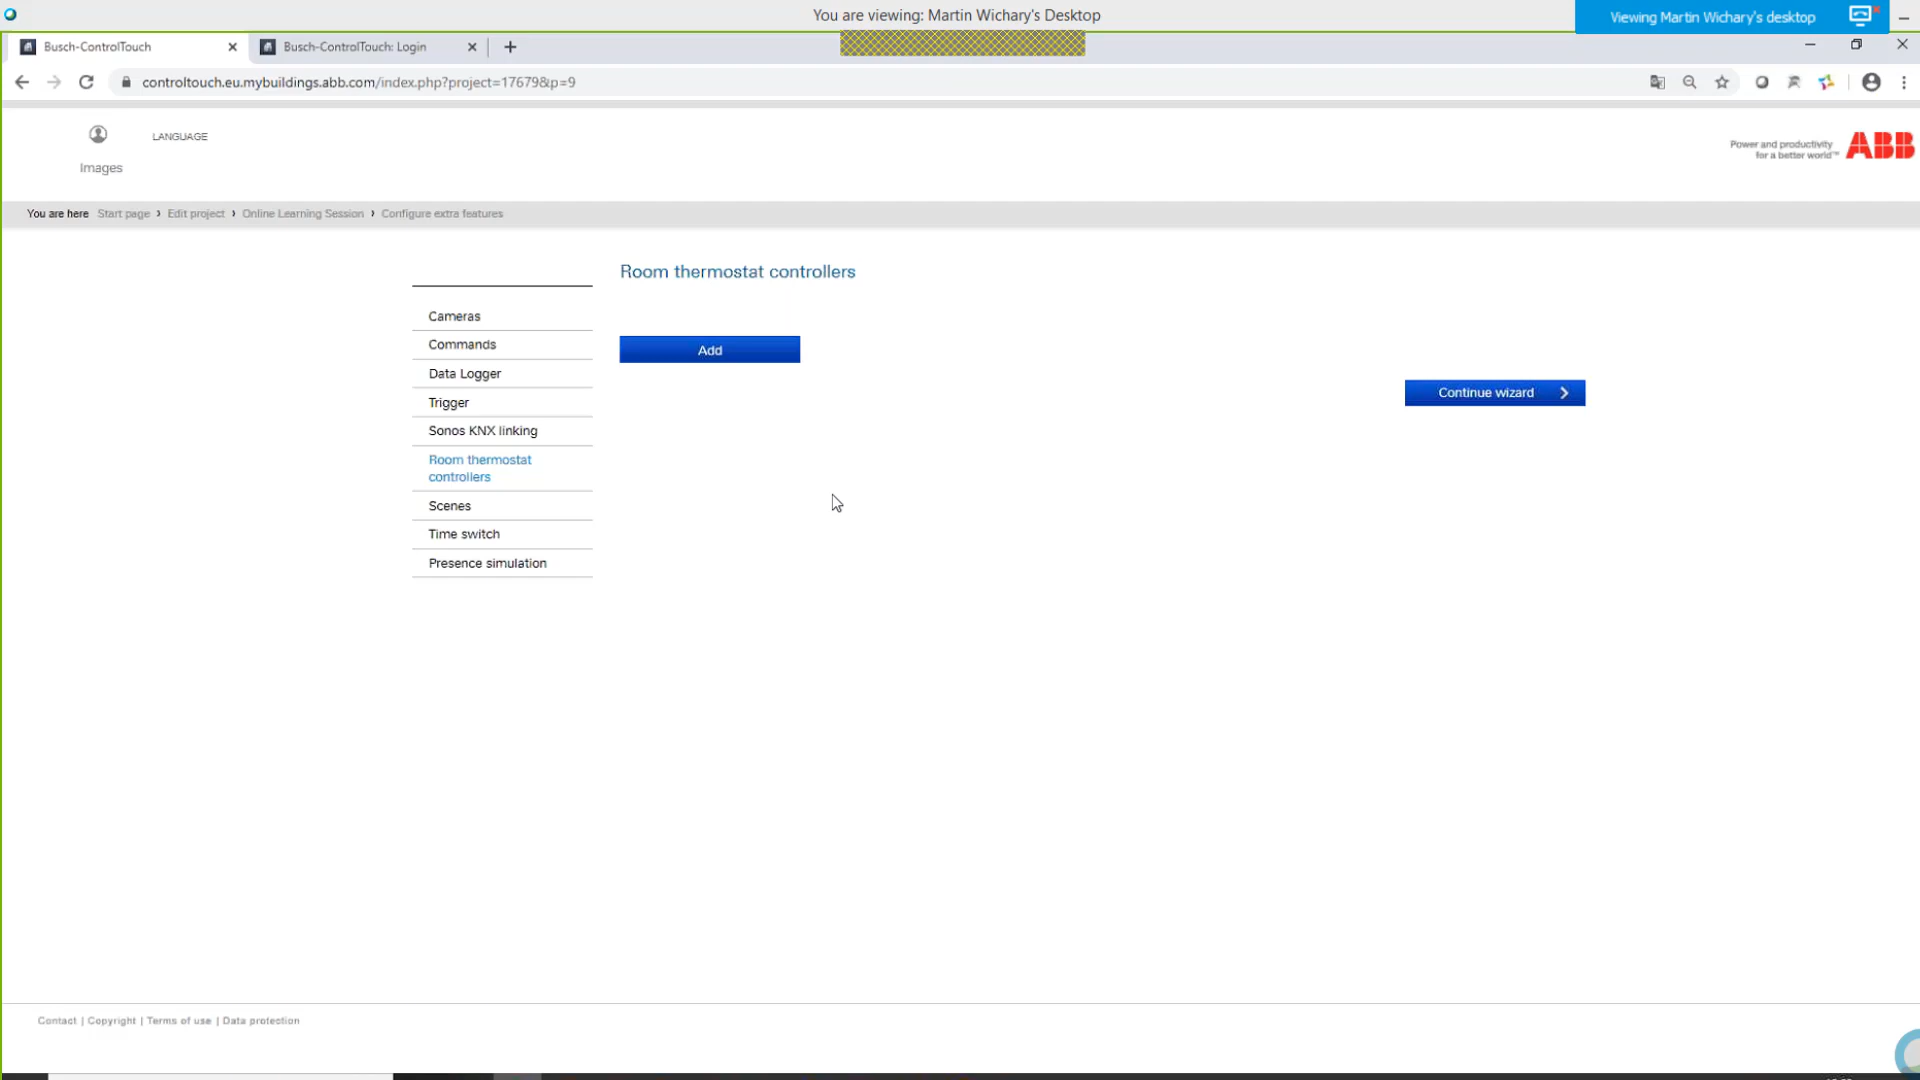 You are viewing: Martin Wichary's Desktop
Viewing Martin Wichary's desktop
Busch-ControlTouch
Busch-ControlTouch: Login
controltouch.eu.mybuildings.abb.com/index.php?project=17679&p=9
LANGUAGE
Images
Power and productivity
for a better world™
ABB
You are here Start page › Edit project › Online Learning Session › Configure extra features
Room thermostat controllers
Cameras
Commands
Data Logger
Trigger
Sonos KNX linking
Room thermostat
controllers
Scenes
Time switch
Presence simulation
Add
Continue wizard
Contact | Copyright | Terms of use | Data protection